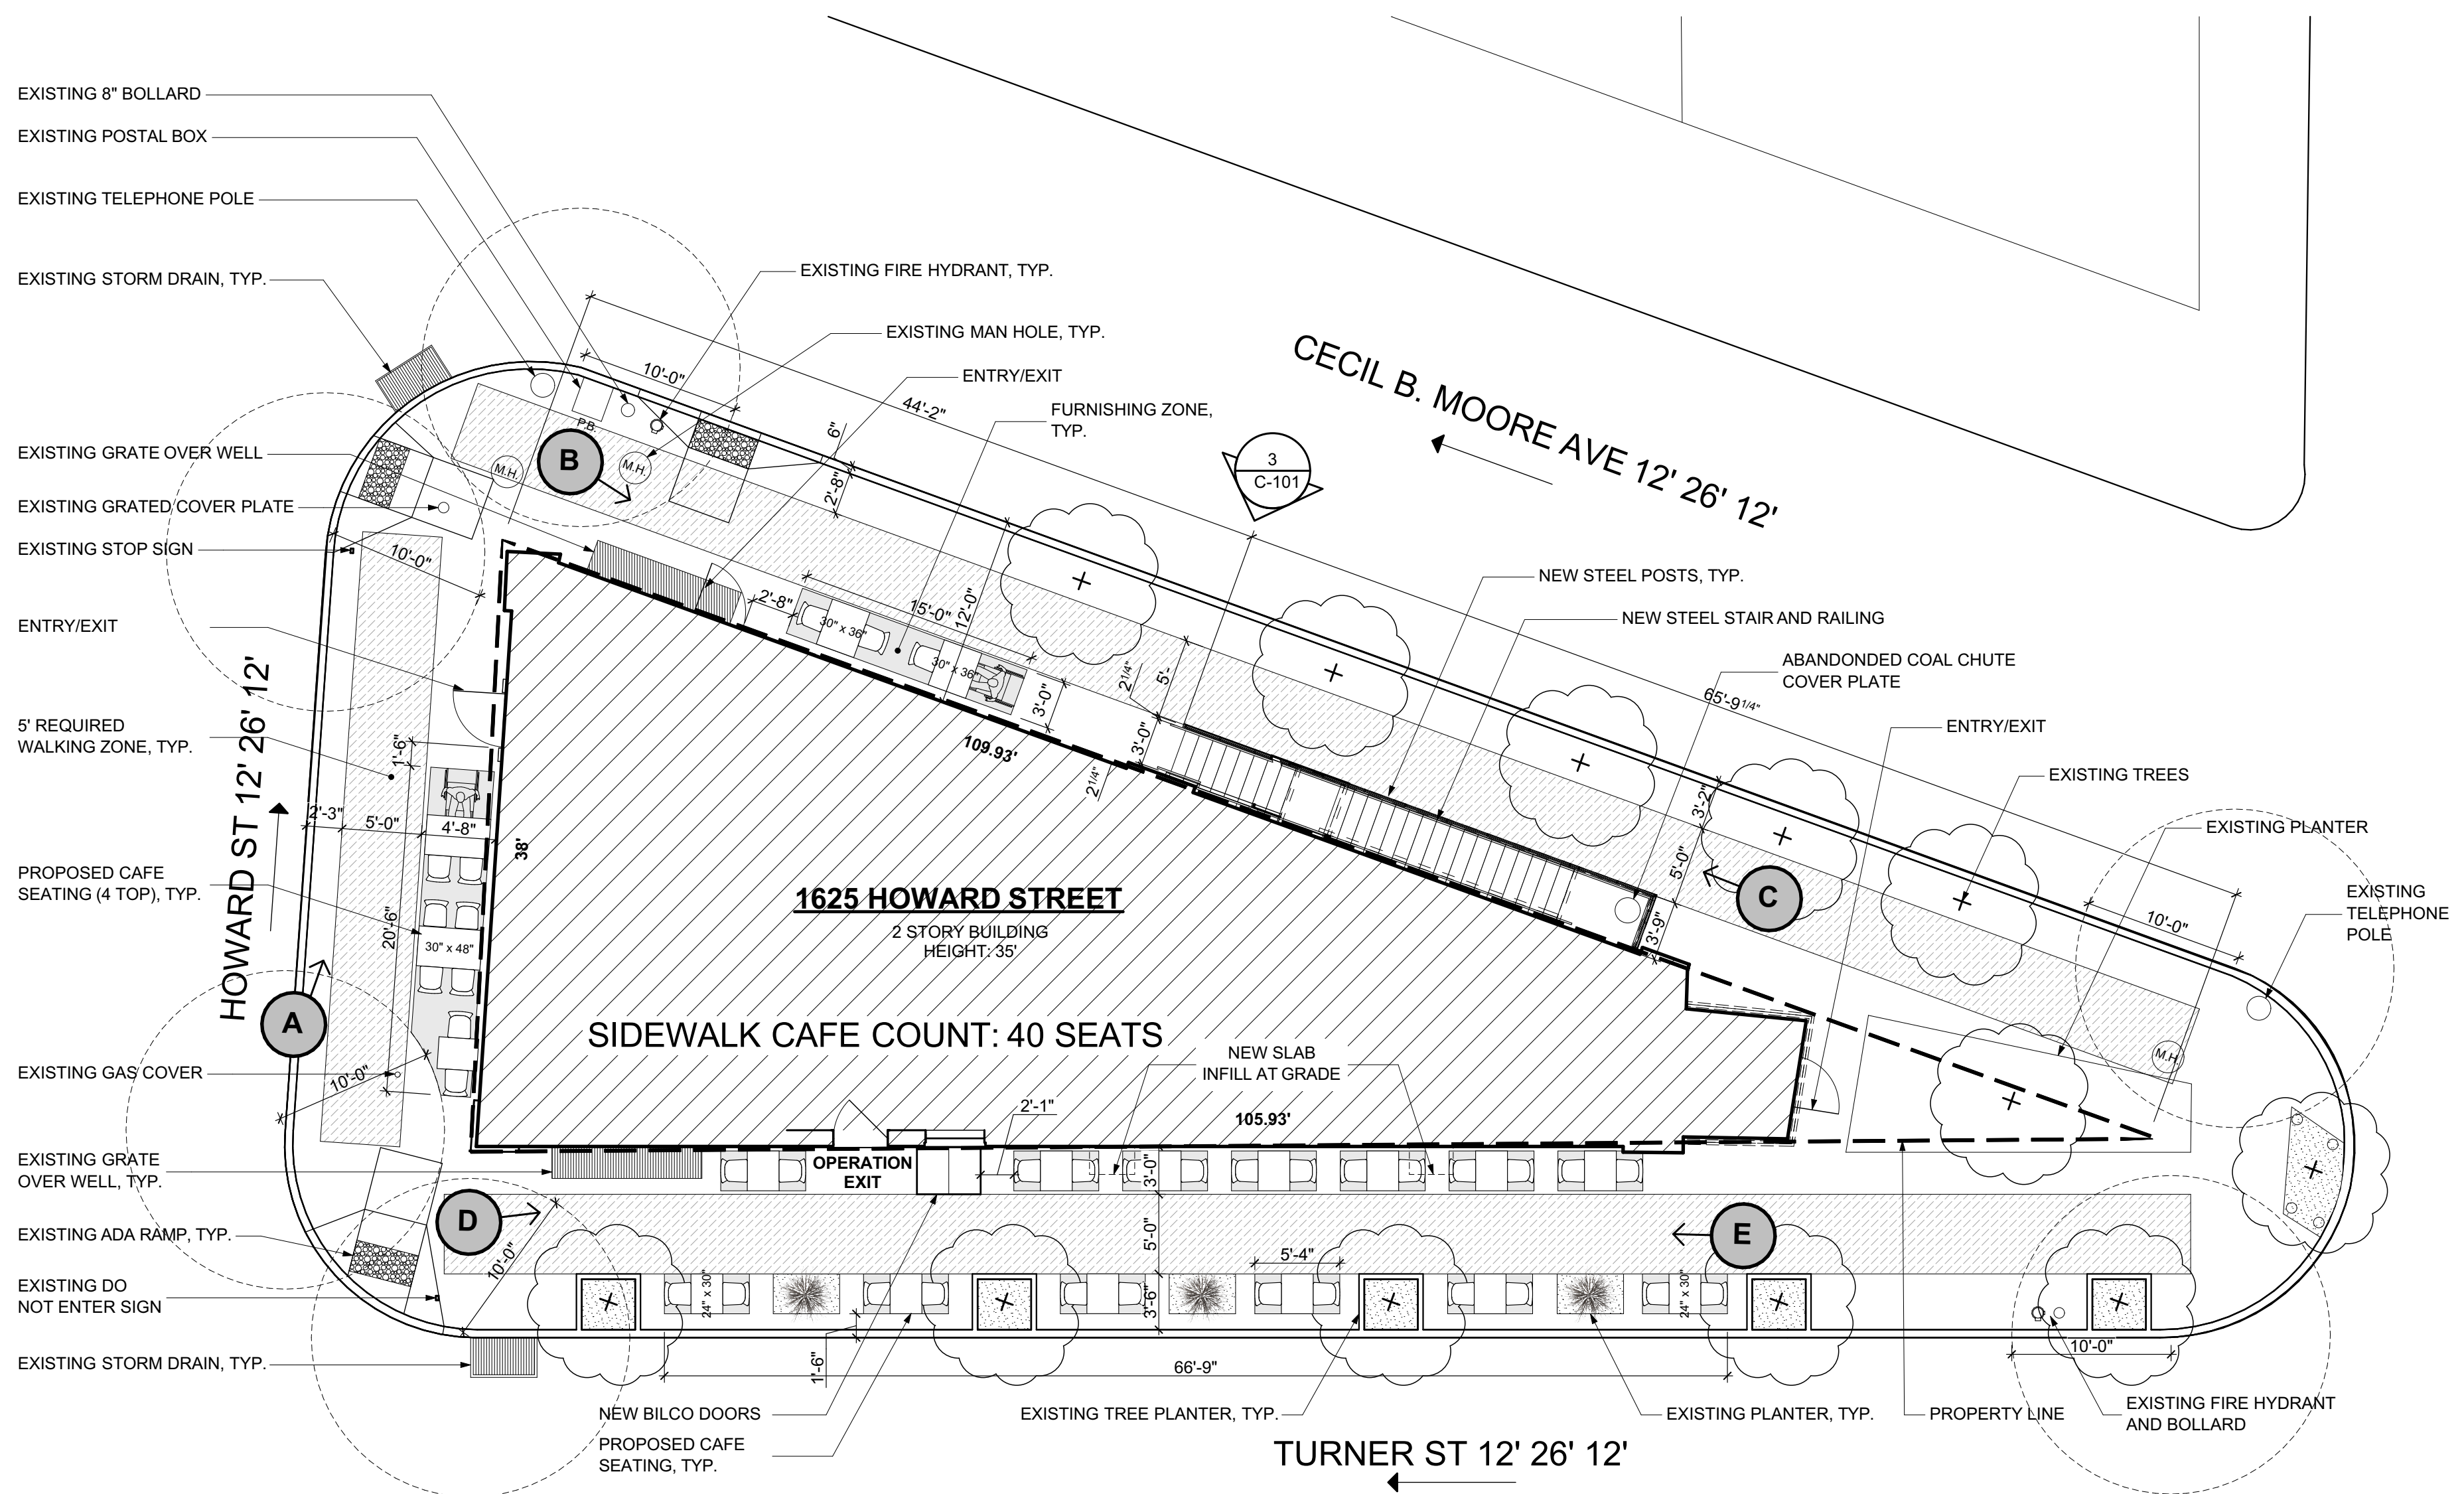 EXISTING 8" BOLLARD
EXISTING POSTAL BOX
EXISTING TELEPHONE POLE
EXISTING STORM DRAIN, TYP.
EXISTING GRATE OVER WELL
EXISTING GRATED COVER PLATE
EXISTING STOP SIGN
ENTRY/EXIT
5' REQUIRED
WALKING ZONE, TYP.
PROPOSED CAFE
SEATING (4 TOP), TYP.
EXISTING GAS COVER
EXISTING GRATE
OVER WELL, TYP.
EXISTING ADA RAMP, TYP.
EXISTING DO
NOT ENTER SIGN
EXISTING STORM DRAIN, TYP.
HOWARD ST 12' 26' 12'
EXISTING FIRE HYDRANT, TYP.
EXISTING MAN HOLE, TYP.
ENTRY/EXIT
FURNISHING ZONE,
TYP.
CECIL B. MOORE AVE 12' 26' 12'
3
C-101
NEW STEEL POSTS, TYP.
NEW STEEL STAIR AND RAILING
ABANDONDED COAL CHUTE
COVER PLATE
ENTRY/EXIT
EXISTING TREES
EXISTING PLANTER
EXISTING
TELEPHONE
POLE
10'-0"
44'-2"
6"
2'-8"
P.B.
M.H.
M.H.
B
10'-0"
2'-8"
15'-0"
12'-0"
30" x 36"
30" x 36"
3'-0"
109.93'
2 1/4"
5'-
3'-0"
2 1/4"
65'-9 1/4"
3'-2"
5'-0"
3'-9"
C
10'-0"
M.H.
1'-6"
2'-3"
5'-0"
4'-8"
38'
20'-6"
30" x 48"
A
10'-0"
1625 HOWARD STREET
2 STORY BUILDING
HEIGHT: 35'
SIDEWALK CAFE COUNT: 40 SEATS
NEW SLAB
INFILL AT GRADE
2'-1"
105.93'
OPERATION
EXIT
3'-0"
D
10'-0"
5'-0"
E
5'-4"
24" x 30"
3'-6"
24" x 30"
1'-6"
66'-9"
10'-0"
NEW BILCO DOORS
PROPOSED CAFE
SEATING, TYP.
EXISTING TREE PLANTER, TYP.
EXISTING PLANTER, TYP.
PROPERTY LINE
EXISTING FIRE HYDRANT
AND BOLLARD
TURNER ST 12' 26' 12'